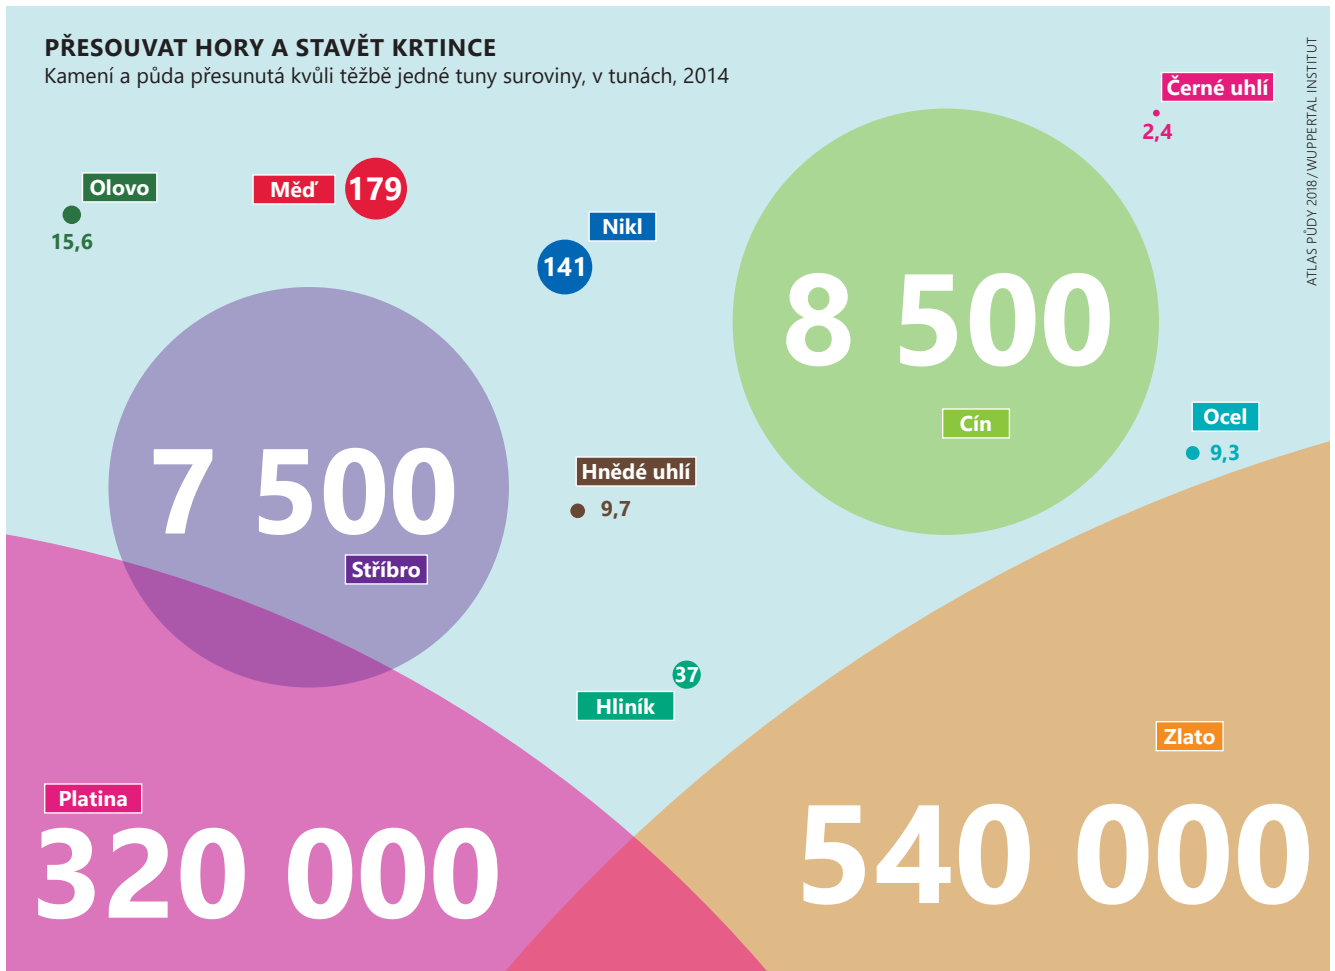 PŘESOUVAT HORY A STAVĚT KRTINCE
Kamení a půda přesunutá kvůli těžbě jedné tuny suroviny, v tunách, 2014
Černé uhlí
2,4
Olovo
15,6
Měď
179
Nikl
141
8 500
Cín
Ocel
9,3
7 500
Stříbro
Hnědé uhlí
9,7
37
Hliník
Zlato
540 000
Platina
320 000
ATLAS PŮDY 2018 / WUPPERTAL INSTITUT